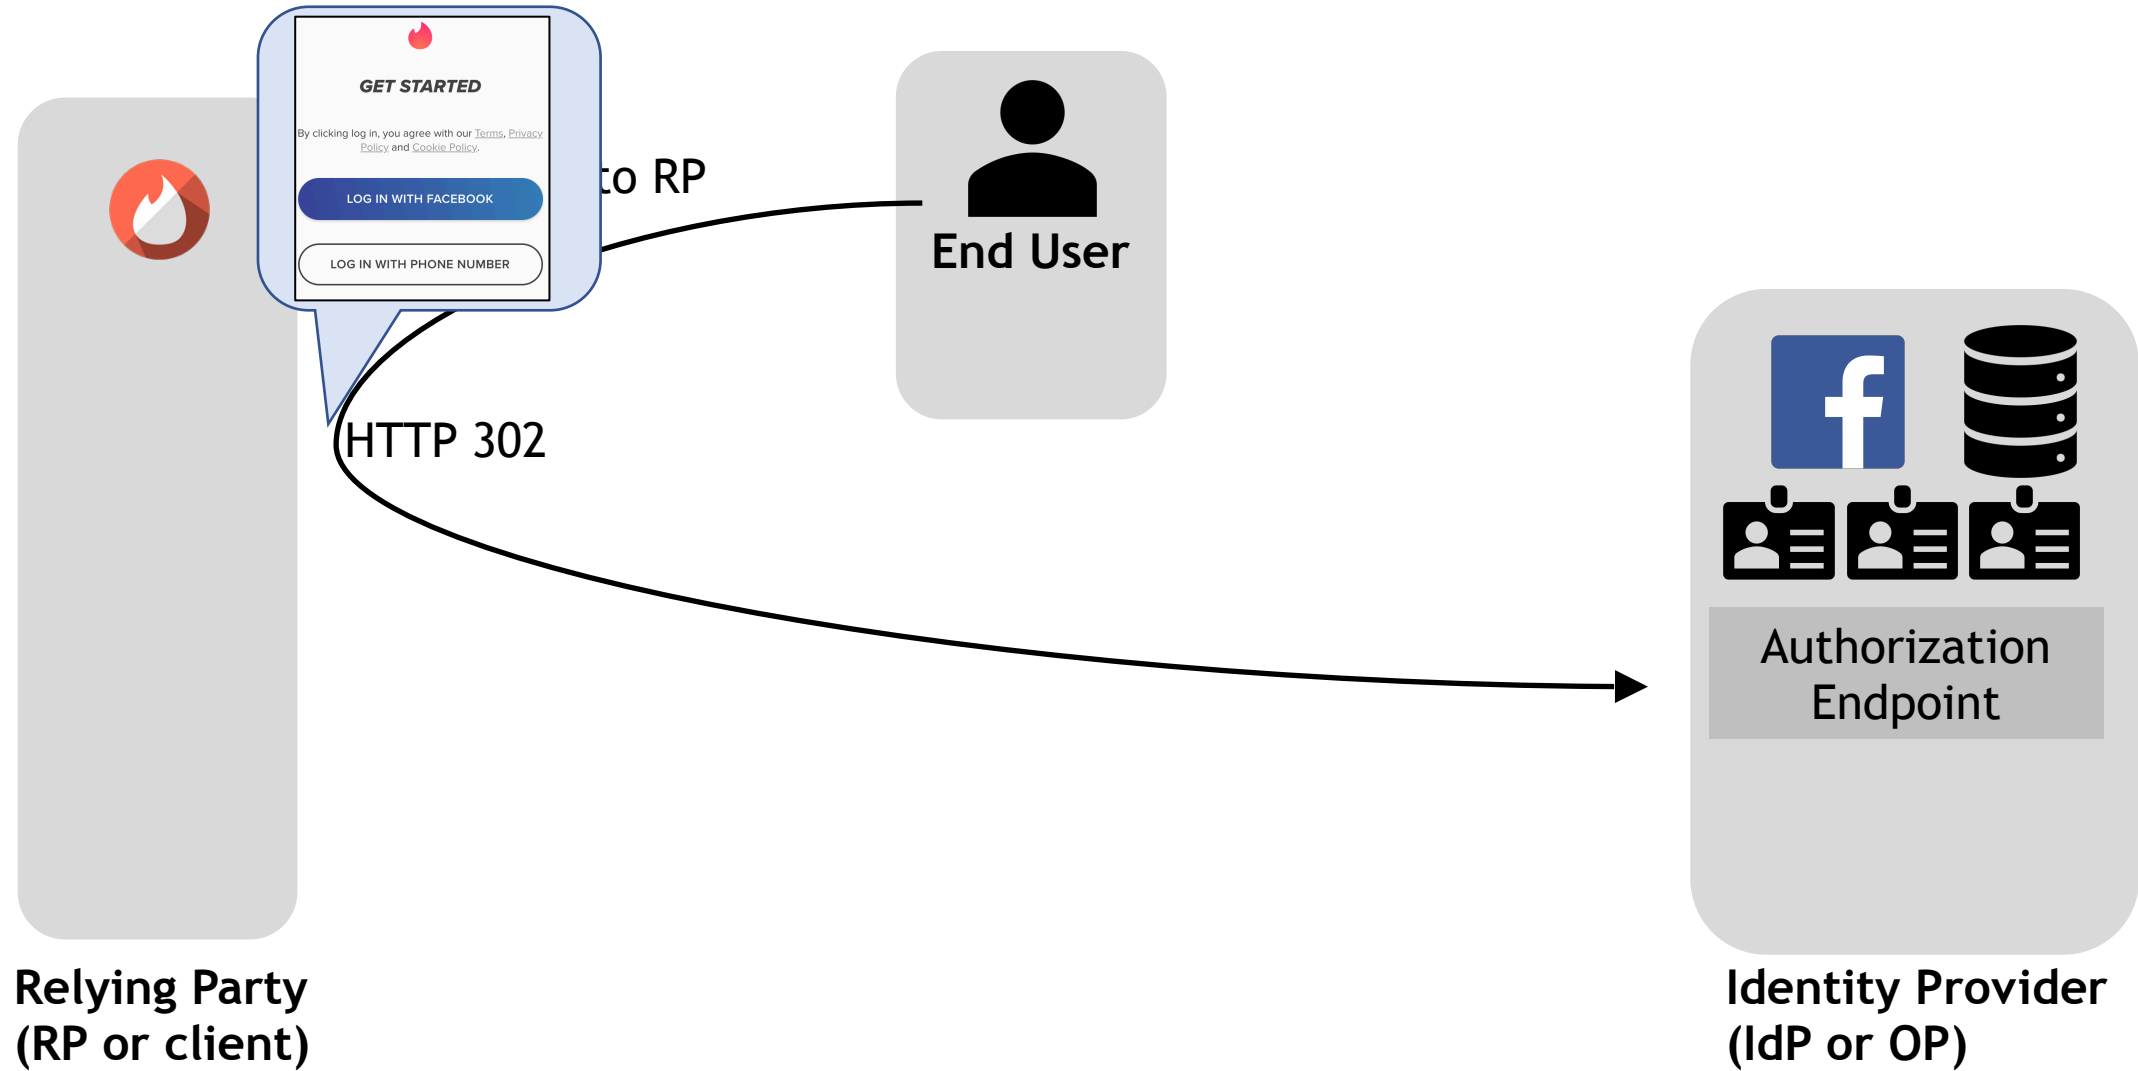 GET STARTED
By clicking log in, you agree with our Terms, Privacy
Policy and Cookie Policy.
LOG IN WITH FACEBOOK
LOG IN WITH PHONE NUMBER
to RP
End User
HTTP 302
Authorization
Endpoint
Relying Party
(RP or client)
Identity Provider
(IdP or OP)